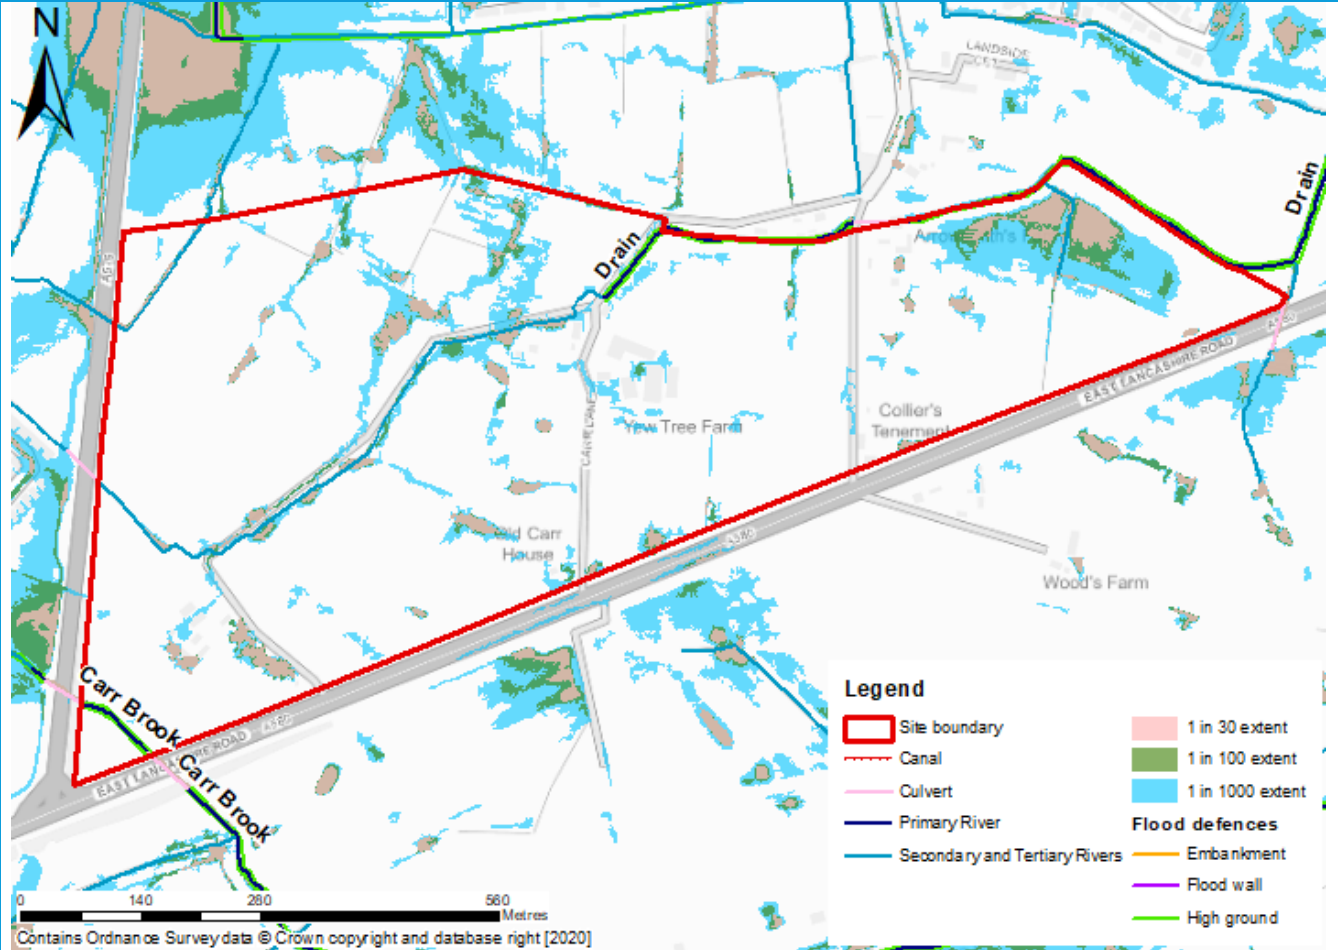 N
LANDSIDE
Drain
Drain
Yew Tree Farm
CARR LANE
Collier's
Tenement
EAST LANCASHIRE ROAD
A580
A580
Old Carr
House
Wood's Farm
Carr Brook
Carr Brook
EAST LANCASHIRE ROAD
A580
Legend
Site boundary
Canal
Culvert
Primary River
Secondary and Tertiary Rivers
1 in 30 extent
1 in 100 extent
1 in 1000 extent
Flood defences
Embankment
Flood wall
High ground
0 140 280 560
Metres
Contains Ordnance Survey data © Crown copyright and database right [2020]